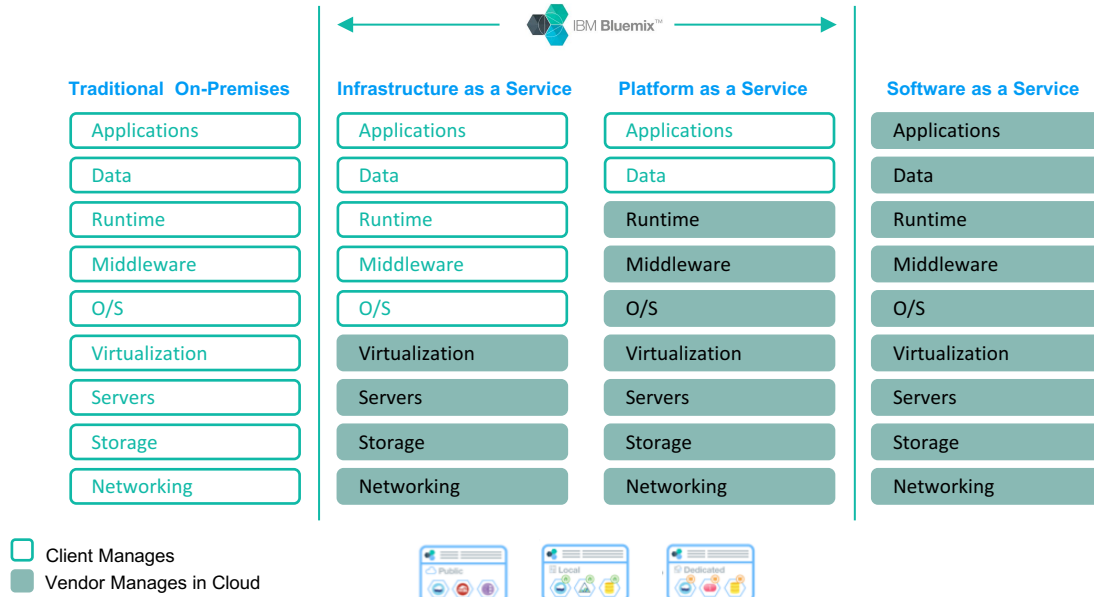 IBM Bluemix™
Traditional On-Premises
Applications
Data
Runtime
Middleware
O/S
Virtualization
Servers
Storage
Networking
Infrastructure as a Service
Applications
Data
Runtime
Middleware
O/S
Virtualization
Servers
Storage
Networking
Platform as a Service
Applications
Data
Runtime
Middleware
O/S
Virtualization
Servers
Storage
Networking
Software as a Service
Applications
Data
Runtime
Middleware
O/S
Virtualization
Servers
Storage
Networking
Client Manages
Vendor Manages in Cloud
Public
Local
Dedicated